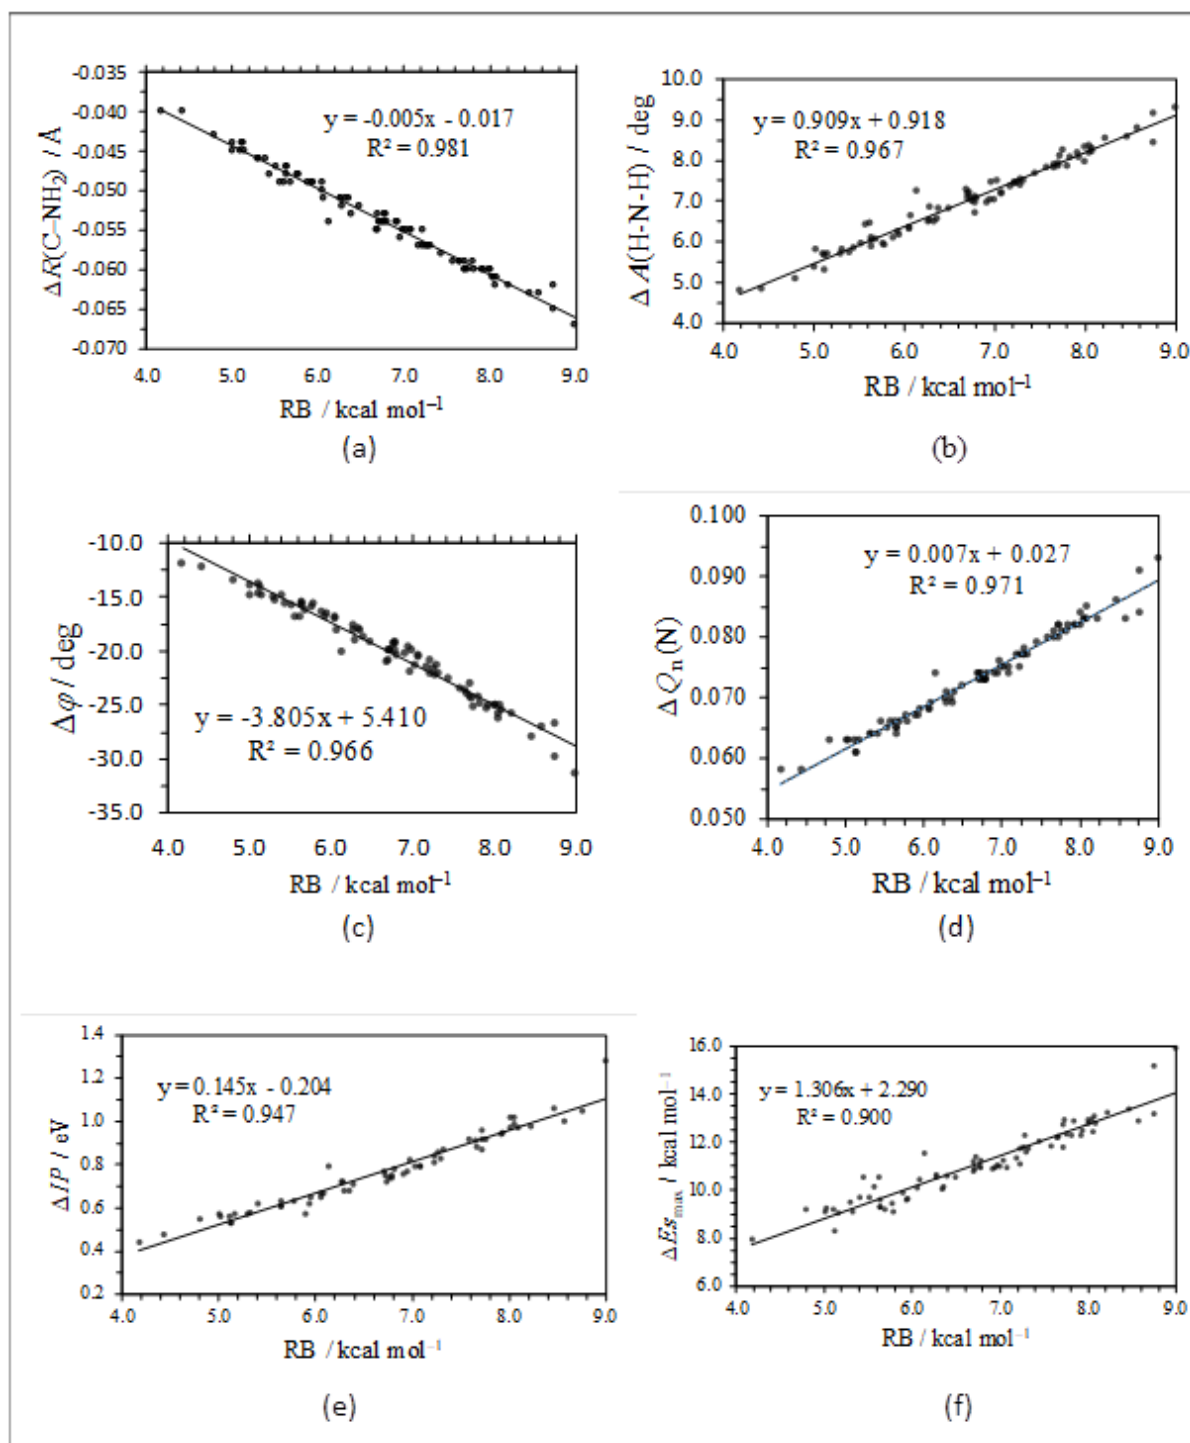 -0.035
-0.040
-0.045
-0.050
-0.055
-0.060
-0.065
-0.070
ΔR(C–NH₂) / Å
y = -0.005x - 0.017
R² = 0.981
4.0 5.0 6.0 7.0 8.0 9.0
RB / kcal mol⁻¹
(a)
10.0
9.0
8.0
7.0
6.0
5.0
4.0
Δ A(H-N-H) / deg
y = 0.909x + 0.918
R² = 0.967
4.0 5.0 6.0 7.0 8.0 9.0
RB / kcal mol⁻¹
(b)
-10.0
-15.0
-20.0
-25.0
-30.0
-35.0
Δφ / deg
y = -3.805x + 5.410
R² = 0.966
4.0 5.0 6.0 7.0 8.0 9.0
RB / kcal mol⁻¹
(c)
0.100
0.090
0.080
0.070
0.060
0.050
ΔQn(N)
y = 0.007x + 0.027
R² = 0.971
4.0 5.0 6.0 7.0 8.0 9.0
RB / kcal mol⁻¹
(d)
1.4
1.2
1.0
0.8
0.6
0.4
0.2
ΔIP / eV
y = 0.145x - 0.204
R² = 0.947
4.0 5.0 6.0 7.0 8.0 9.0
RB / kcal mol⁻¹
(e)
16.0
14.0
12.0
10.0
8.0
6.0
ΔEs max / kcal mol⁻¹
y = 1.306x + 2.290
R² = 0.900
4.0 5.0 6.0 7.0 8.0 9.0
RB / kcal mol⁻¹
(f)